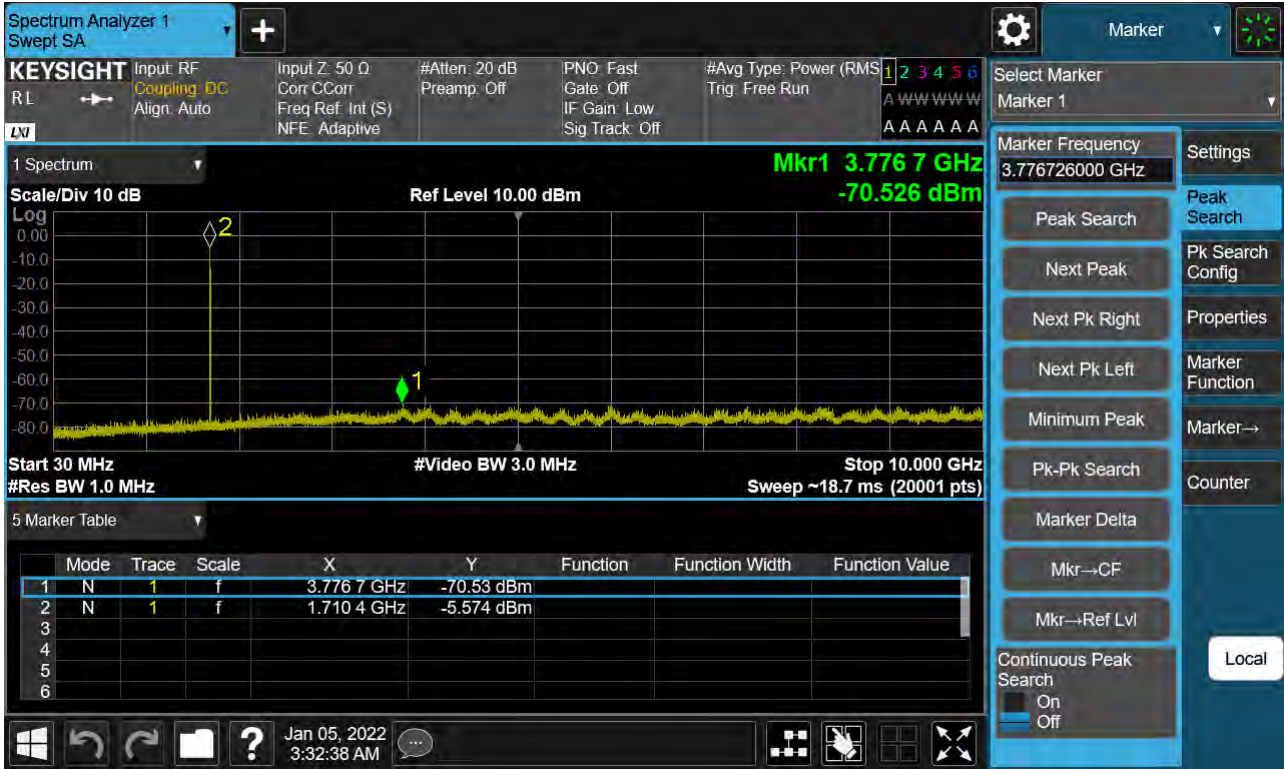 Spectrum Analyzer 1
Swept SA
+
Marker
KEYSIGHT
R L
LXI
Input: RF
Coupling: DC
Align: Auto
Input Z: 50 Ω
Corr CCorr
Freq Ref: Int (S)
NFE: Adaptive
#Atten: 20 dB
Preamp: Off
PNO: Fast
Gate: Off
IF Gain: Low
Sig Track: Off
#Avg Type: Power (RMS
Trig: Free Run
1 2 3 4 5 6
A W W W W W
A A A A A A
Select Marker
Marker 1
1 Spectrum
Mkr1 3.776 7 GHz
Scale/Div 10 dB
Ref Level 10.00 dBm
-70.526 dBm
Log
0.00
-10.0
-20.0
-30.0
-40.0
-50.0
-60.0
-70.0
-80.0
2
1
Start 30 MHz
#Video BW 3.0 MHz
Stop 10.000 GHz
#Res BW 1.0 MHz
Sweep ~18.7 ms (20001 pts)
5 Marker Table
Mode Trace Scale X Y Function Function Width Function Value
1 N 1 f 3.776 7 GHz -70.53 dBm
2 N 1 f 1.710 4 GHz -5.574 dBm
3
4
5
6
Marker Frequency
3.776726000 GHz
Peak Search
Next Peak
Next Pk Right
Next Pk Left
Minimum Peak
Pk-Pk Search
Marker Delta
Mkr→CF
Mkr→Ref Lvl
Continuous Peak
Search
On
Off
Settings
Peak
Search
Pk Search
Config
Properties
Marker
Function
Marker→
Counter
Local
?
Jan 05, 2022
3:32:38 AM